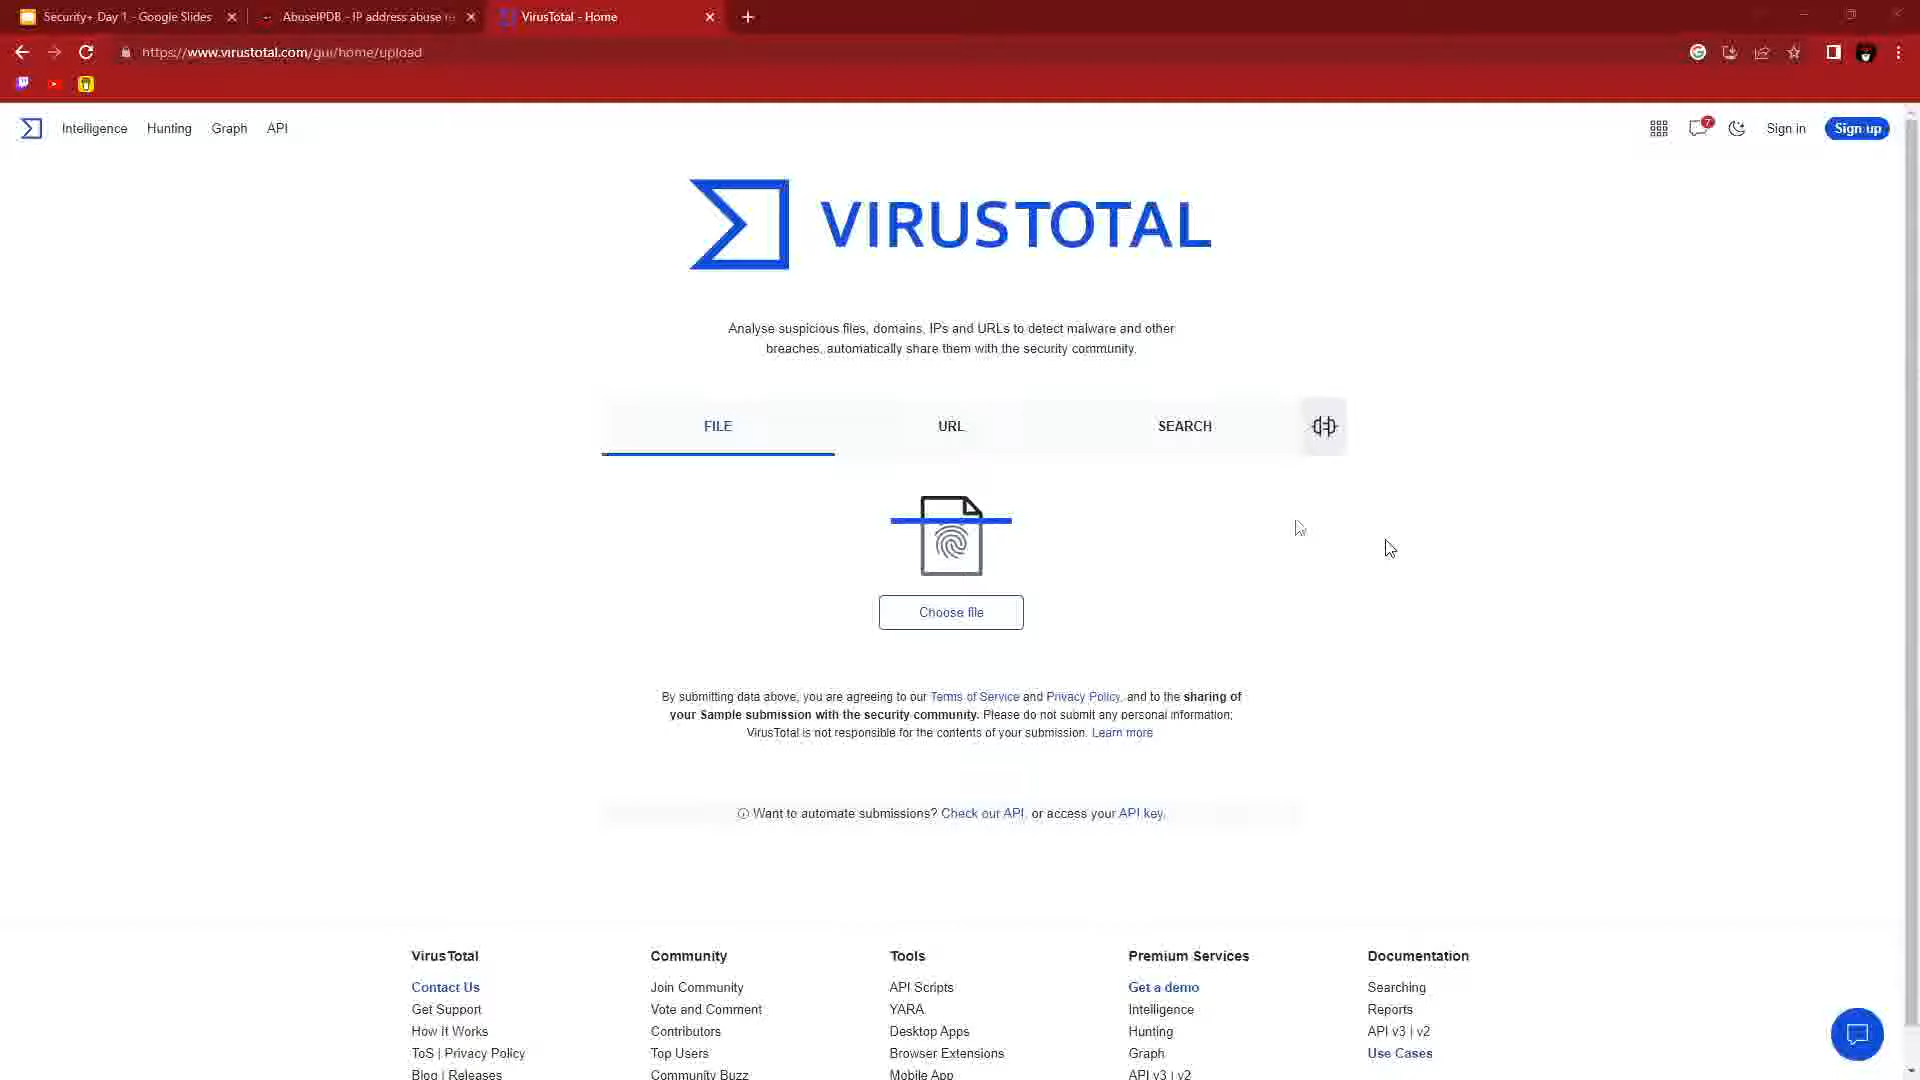 Security+ Day 1 - Google Slides
AbuseIPDB - IP address abuse re
VirusTotal - Home
https://www.virustotal.com/gui/home/upload
Intelligence
Hunting
Graph
API
7
Sign in
Sign up
VIRUSTOTAL
Analyse suspicious files, domains, IPs and URLs to detect malware and other
breaches, automatically share them with the security community.
FILE
URL
SEARCH
Choose file
By submitting data above, you are agreeing to our Terms of Service and Privacy Policy, and to the sharing of
your Sample submission with the security community. Please do not submit any personal information;
VirusTotal is not responsible for the contents of your submission. Learn more
Want to automate submissions? Check our API, or access your API key.
VirusTotal
Contact Us
Get Support
How It Works
ToS | Privacy Policy
Blog | Releases
Community
Join Community
Vote and Comment
Contributors
Top Users
Community Buzz
Tools
API Scripts
YARA
Desktop Apps
Browser Extensions
Mobile App
Premium Services
Get a demo
Intelligence
Hunting
Graph
API v3 | v2
Documentation
Searching
Reports
API v3 | v2
Use Cases